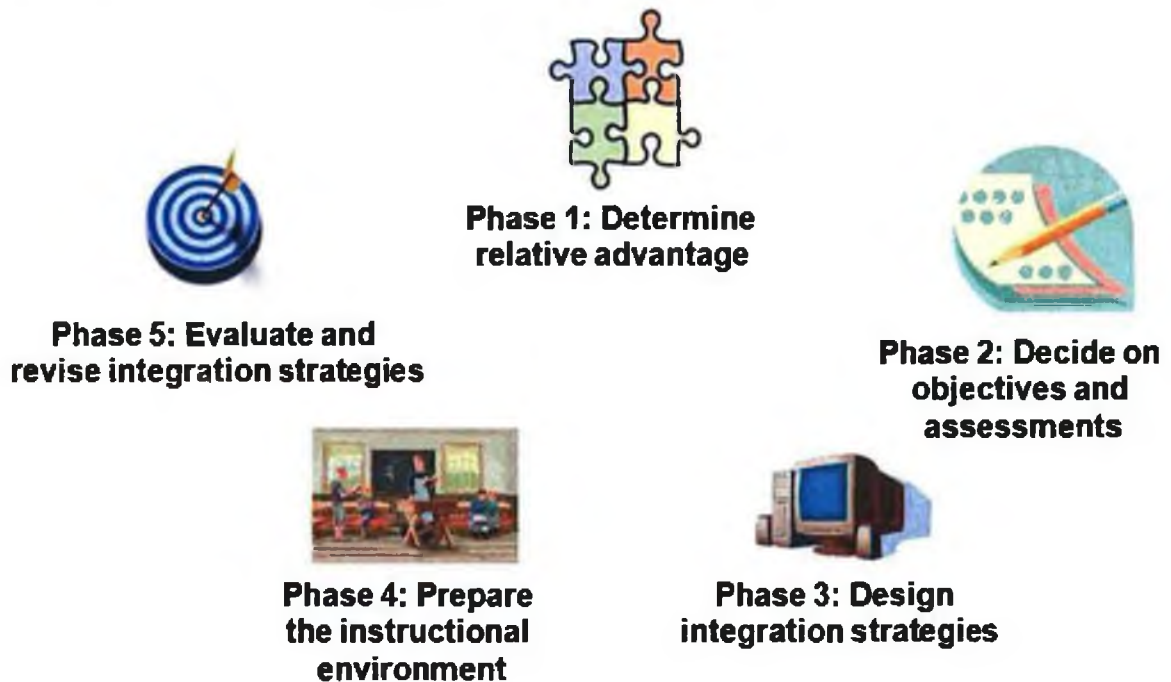 Phase 1: Determine
relative advantage
Phase 2: Decide on
objectives and
assessments
Phase 3: Design
integration strategies
Phase 4: Prepare
the instructional
environment
Phase 5: Evaluate and
revise integration strategies